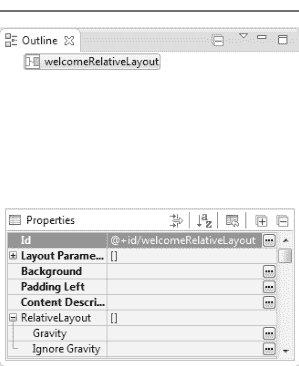 Outline
welcomeRelativeLayout
Properties
Id @+id/welcomeRelativeLayout
Layout Parame... []
Background
Padding Left
Content Descri...
RelativeLayout []
Gravity
Ignore Gravity